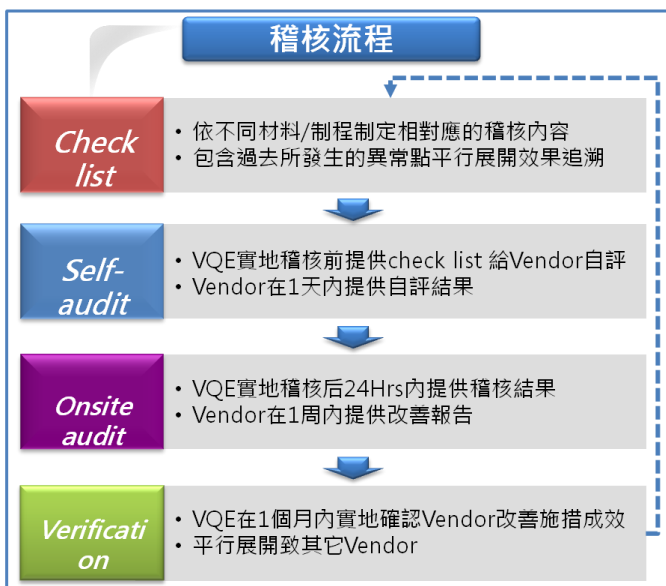 稽核流程
Check
list
• 依不同材料/制程制定相對應的稽核內容
• 包含過去所發生的異常點平行展開效果追溯
Self-
audit
• VQE實地稽核前提供check list 給Vendor自評
• Vendor在1天內提供自評結果
Onsite
audit
• VQE實地稽核后24Hrs內提供稽核結果
• Vendor在1周內提供改善報告
Verificati
on
• VQE在1個月內實地確認Vendor改善施措成效
• 平行展開致其它Vendor